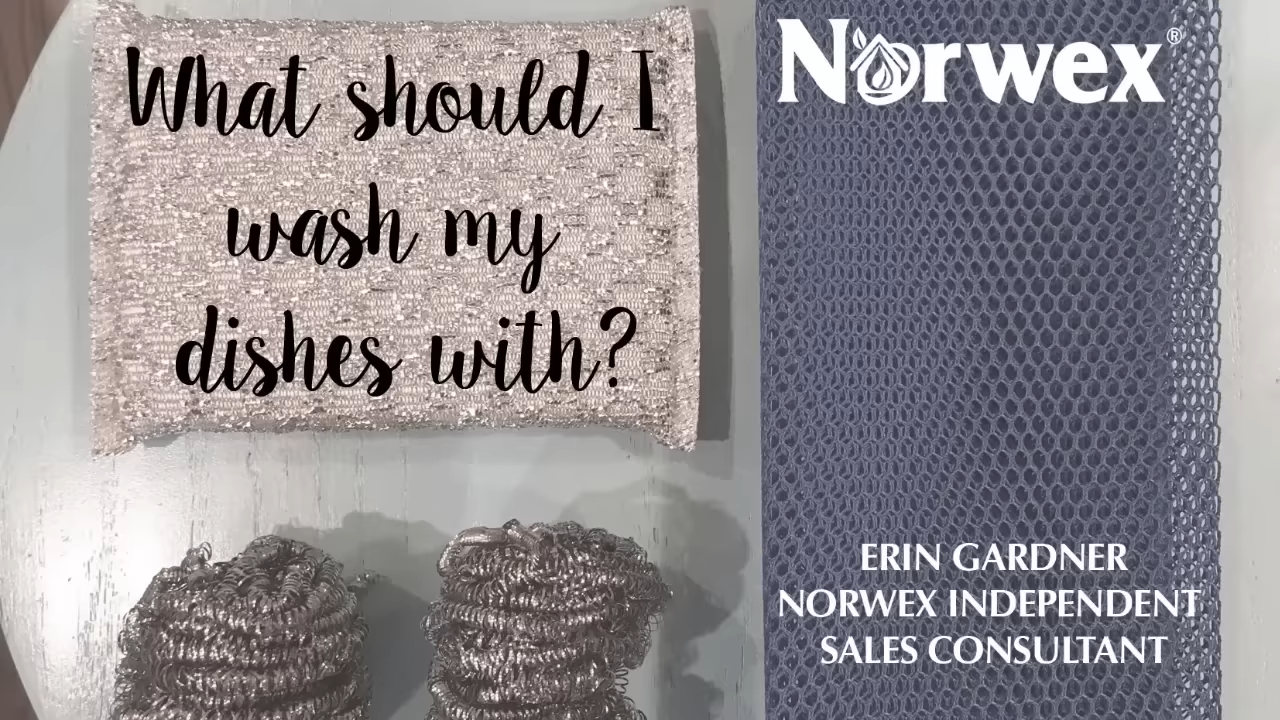 What should I
wash my
dishes with?
Norwex®
ERIN GARDNER
NORWEX INDEPENDENT
SALES CONSULTANT